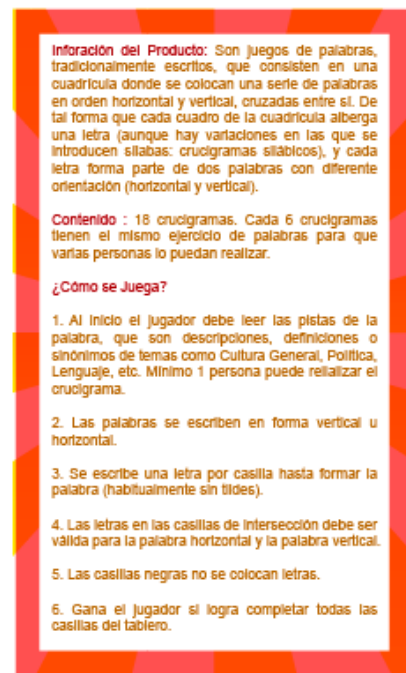 Inforación del Producto: Son juegos de palabras,
tradicionalmente escritos, que consisten en una
cuadrícula donde se colocan una serie de palabras
en orden horizontal y vertical, cruzadas entre sí. De
tal forma que cada cuadro de la cuadrícula alberga
una letra (aunque hay variaciones en las que se
introducen sílabas: crucigramas silábicos), y cada
letra forma parte de dos palabras con diferente
orientación (horizontal y vertical).
Contenido : 18 crucigramas. Cada 6 crucigramas
tienen el mismo ejercicio de palabras para que
varias personas lo puedan realizar.
¿Cómo se Juega?
1. Al inicio el jugador debe leer las pistas de la
palabra, que son descripciones, definiciones o
sinónimos de temas como Cultura General, Política,
Lenguaje, etc. Mínimo 1 persona puede rellalizar el
crucigrama.
2. Las palabras se escriben en forma vertical u
horizontal.
3. Se escribe una letra por casilla hasta formar la
palabra (habitualmente sin tildes).
4. Las letras en las casillas de intersección debe ser
válida para la palabra horizontal y la palabra vertical.
5. Las casillas negras no se colocan letras.
6. Gana el jugador si logra completar todas las
casillas del tablero.